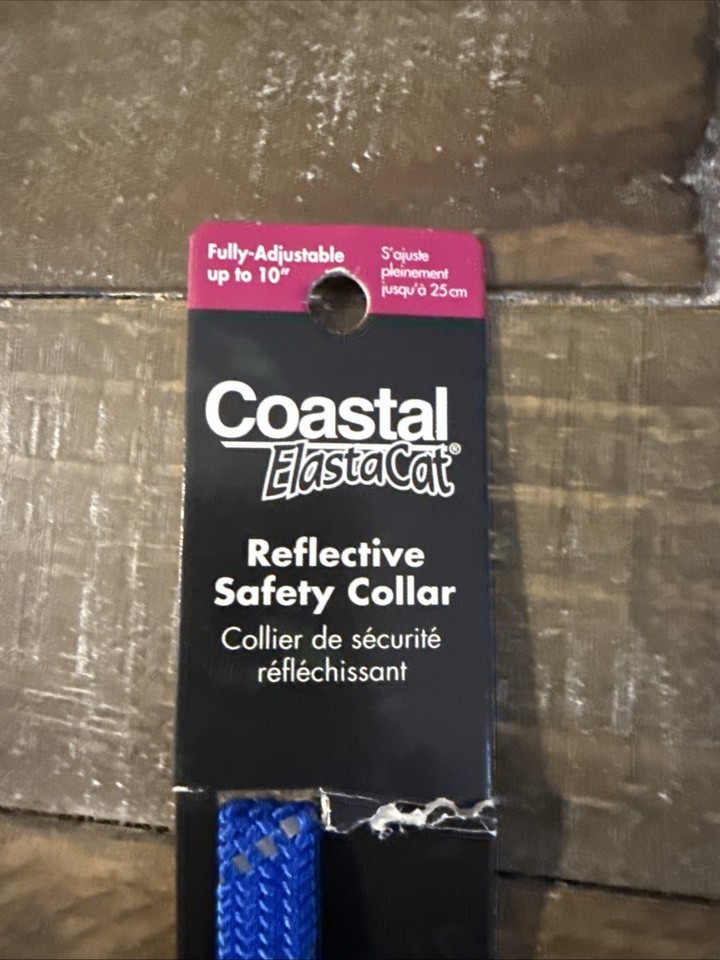 Fully-Adjustable
up to 10”
S’ajuste
pleinement
jusqu’à 25 cm
Coastal
ElastaCat®
Reflective
Safety Collar
Collier de sécurité
réfléchissant